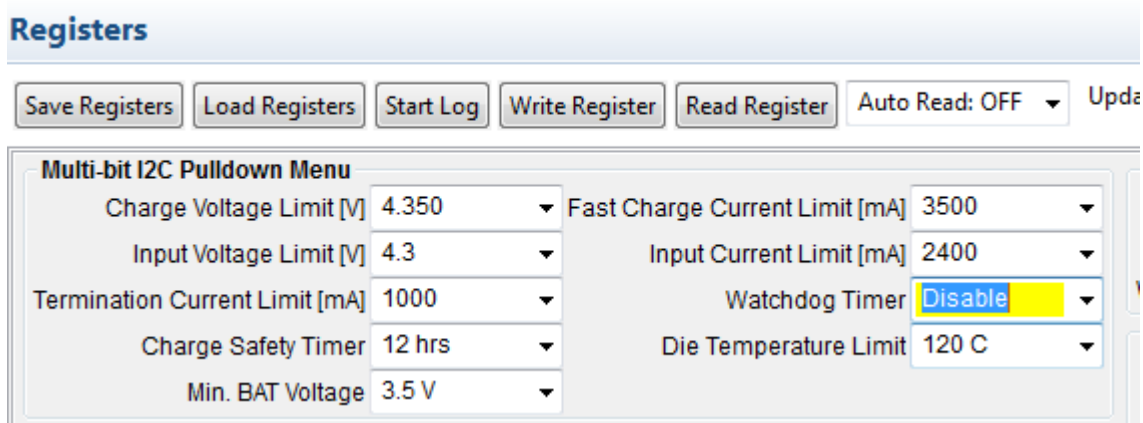 Registers
Save Registers Load Registers Start Log Write Register Read Register Auto Read: OFF
Multi-bit I2C Pulldown Menu
Charge Voltage Limit [V] 4.350 Fast Charge Current Limit [mA] 3500
Input Voltage Limit [V] 4.3 Input Current Limit [mA] 2400
Termination Current Limit [mA] 1000 Watchdog Timer Disable
Charge Safety Timer 12 hrs Die Temperature Limit 120 C
Min. BAT Voltage 3.5 V